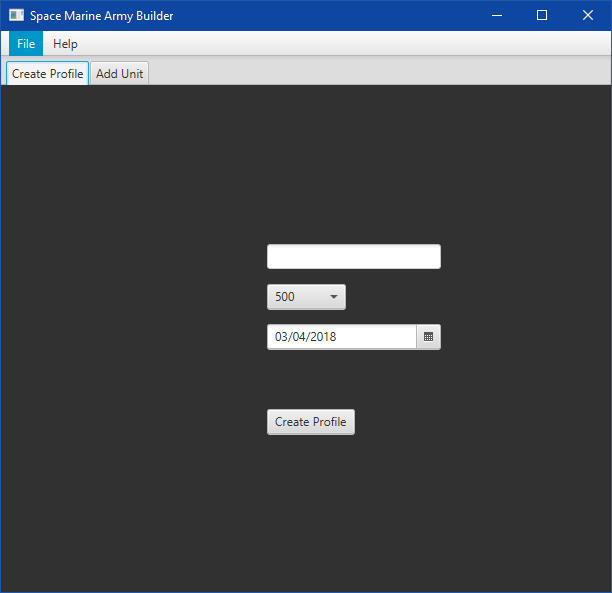 Space Marine Army Builder
File Help
Create Profile Add Unit
500
03/04/2018
Create Profile